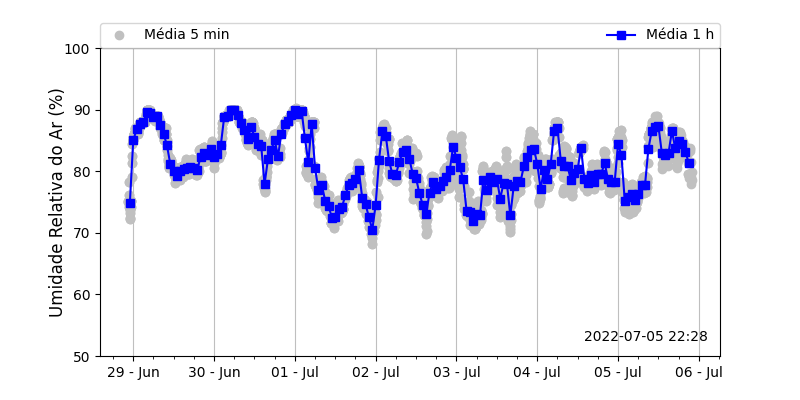 Média 5 min
Média 1 h
Umidade Relativa do Ar (%)
100
90
80
70
60
50
2022-07-05 22:28
29 - Jun
30 - Jun
01 - Jul
02 - Jul
03 - Jul
04 - Jul
05 - Jul
06 - Jul